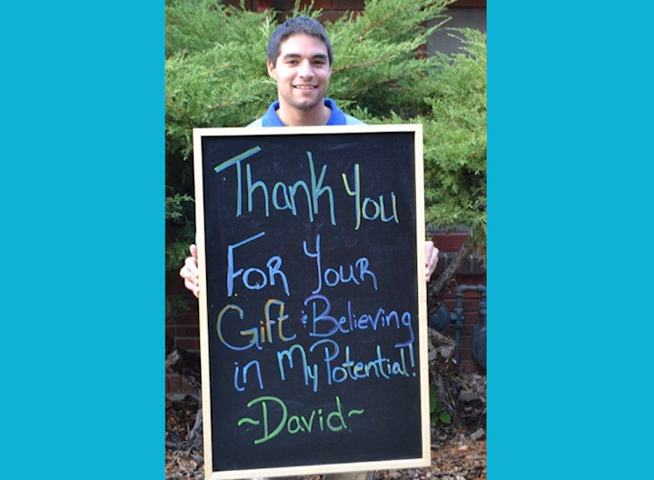 Thank You
For Your
Gift & Believing
in My Potential!
~David~